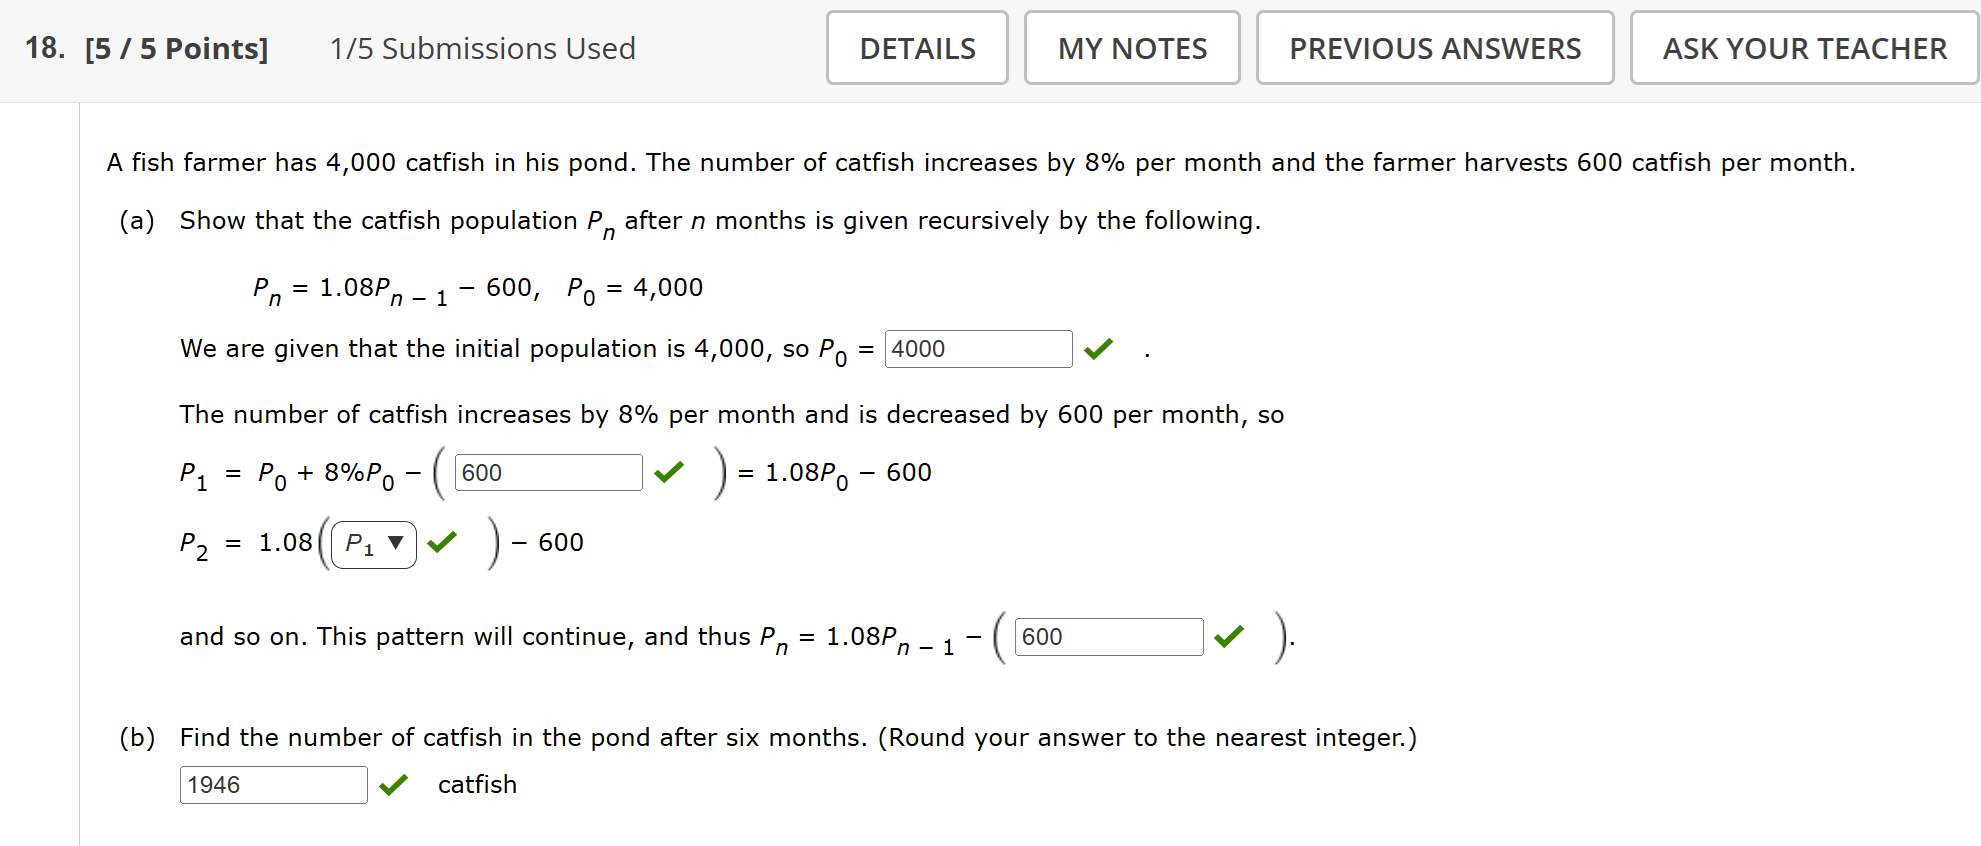 18. [5 / 5 Points] 1/5 Submissions Used DETAILS MY NOTES PREVIOUS ANSWERS ASK YOUR TEACHER
A fish farmer has 4,000 catfish in his pond. The number of catfish increases by 8% per month and the farmer harvests 600 catfish per month.
(a) Show that the catfish population Pn after n months is given recursively by the following.
Pn = 1.08Pn − 1 − 600, P0 = 4,000
We are given that the initial population is 4,000, so P0 = 4000 .
The number of catfish increases by 8% per month and is decreased by 600 per month, so
P1 = P0 + 8%P0 − ( 600 ) = 1.08P0 − 600
P2 = 1.08( P1 ▼ ) − 600
and so on. This pattern will continue, and thus Pn = 1.08Pn − 1 − ( 600 ).
(b) Find the number of catfish in the pond after six months. (Round your answer to the nearest integer.)
1946 catfish